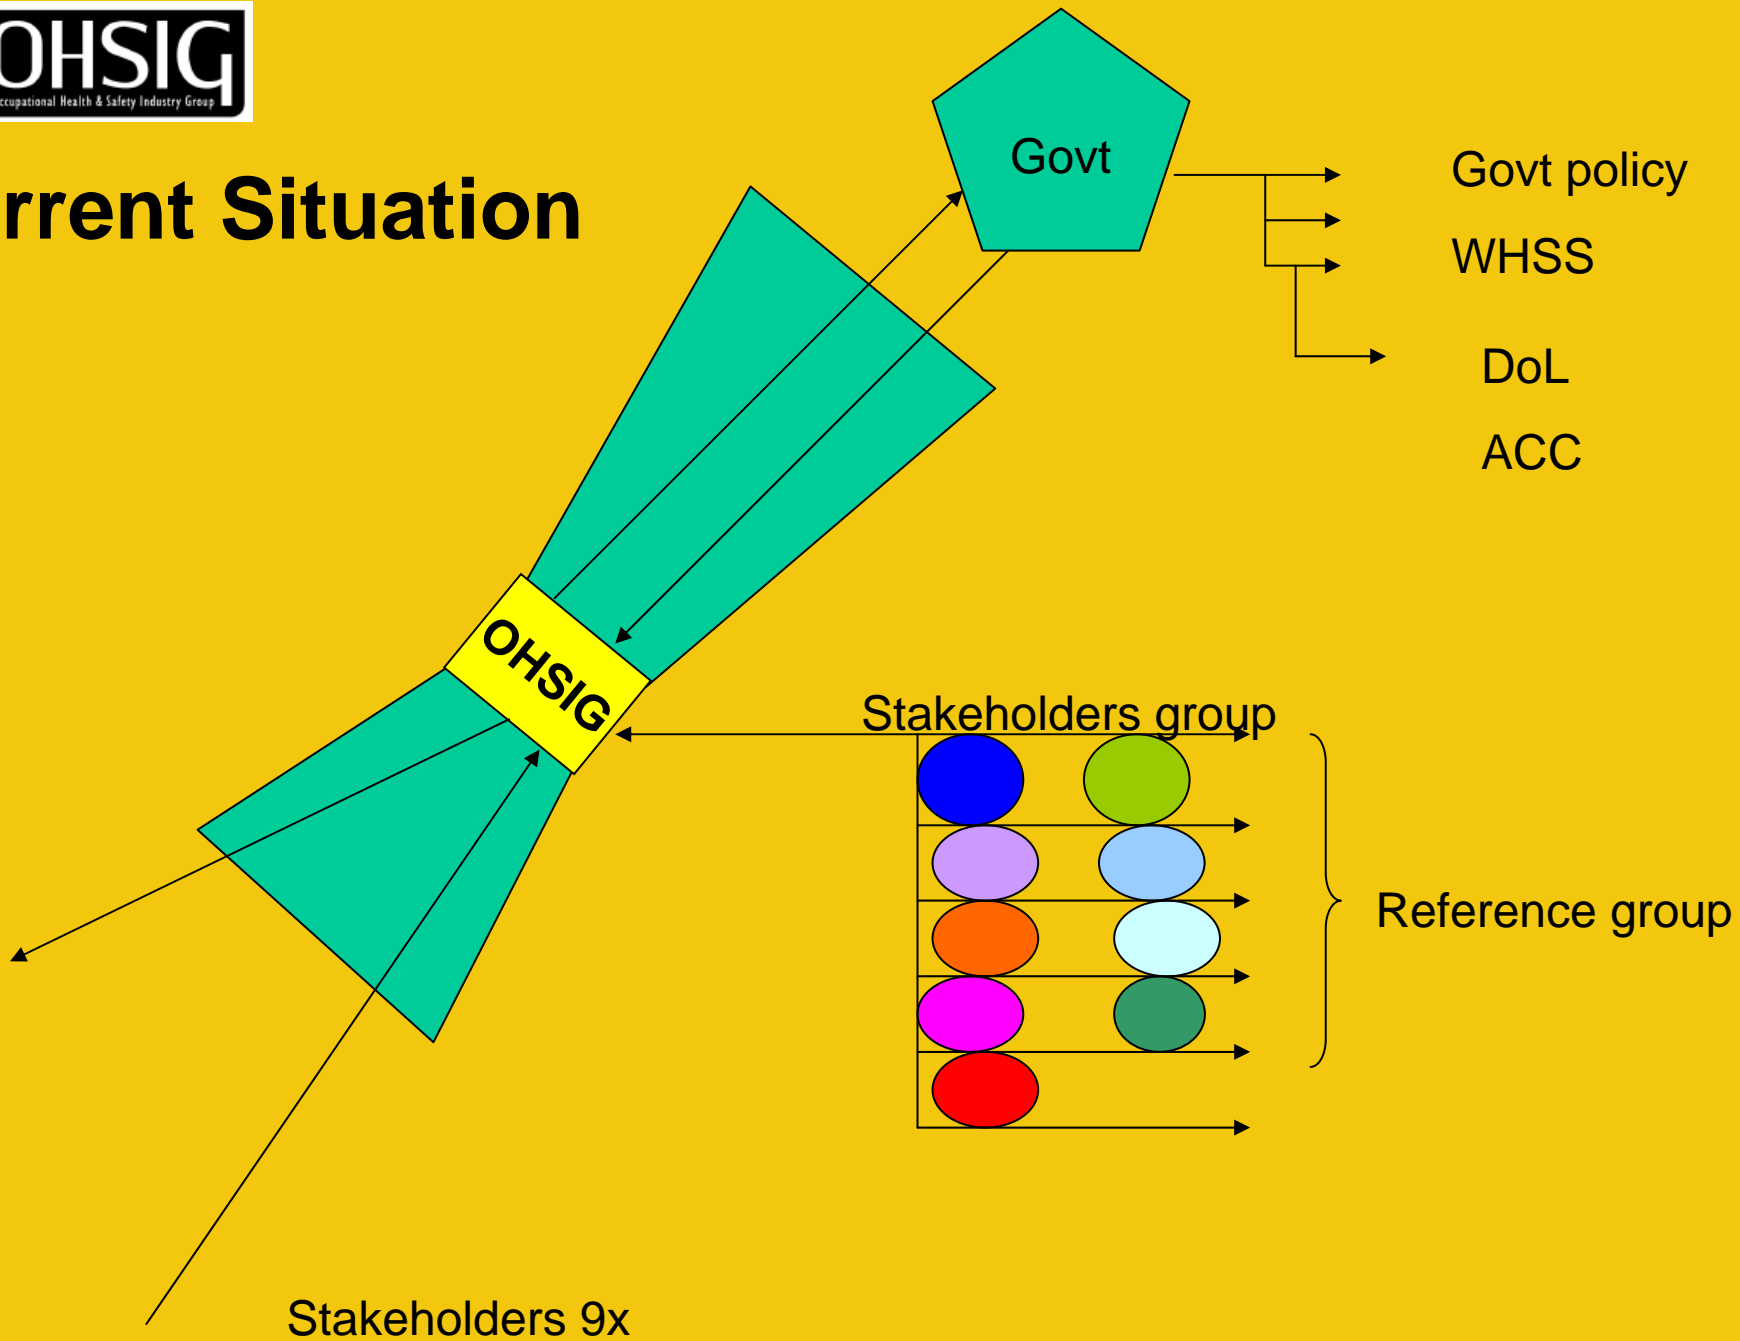 OHSIG
ccupational Health & Safety Industry Group
rrent Situation
Govt
Govt policy
WHSS
DoL
ACC
OHSIG
Stakeholders group
Reference group
Stakeholders 9x